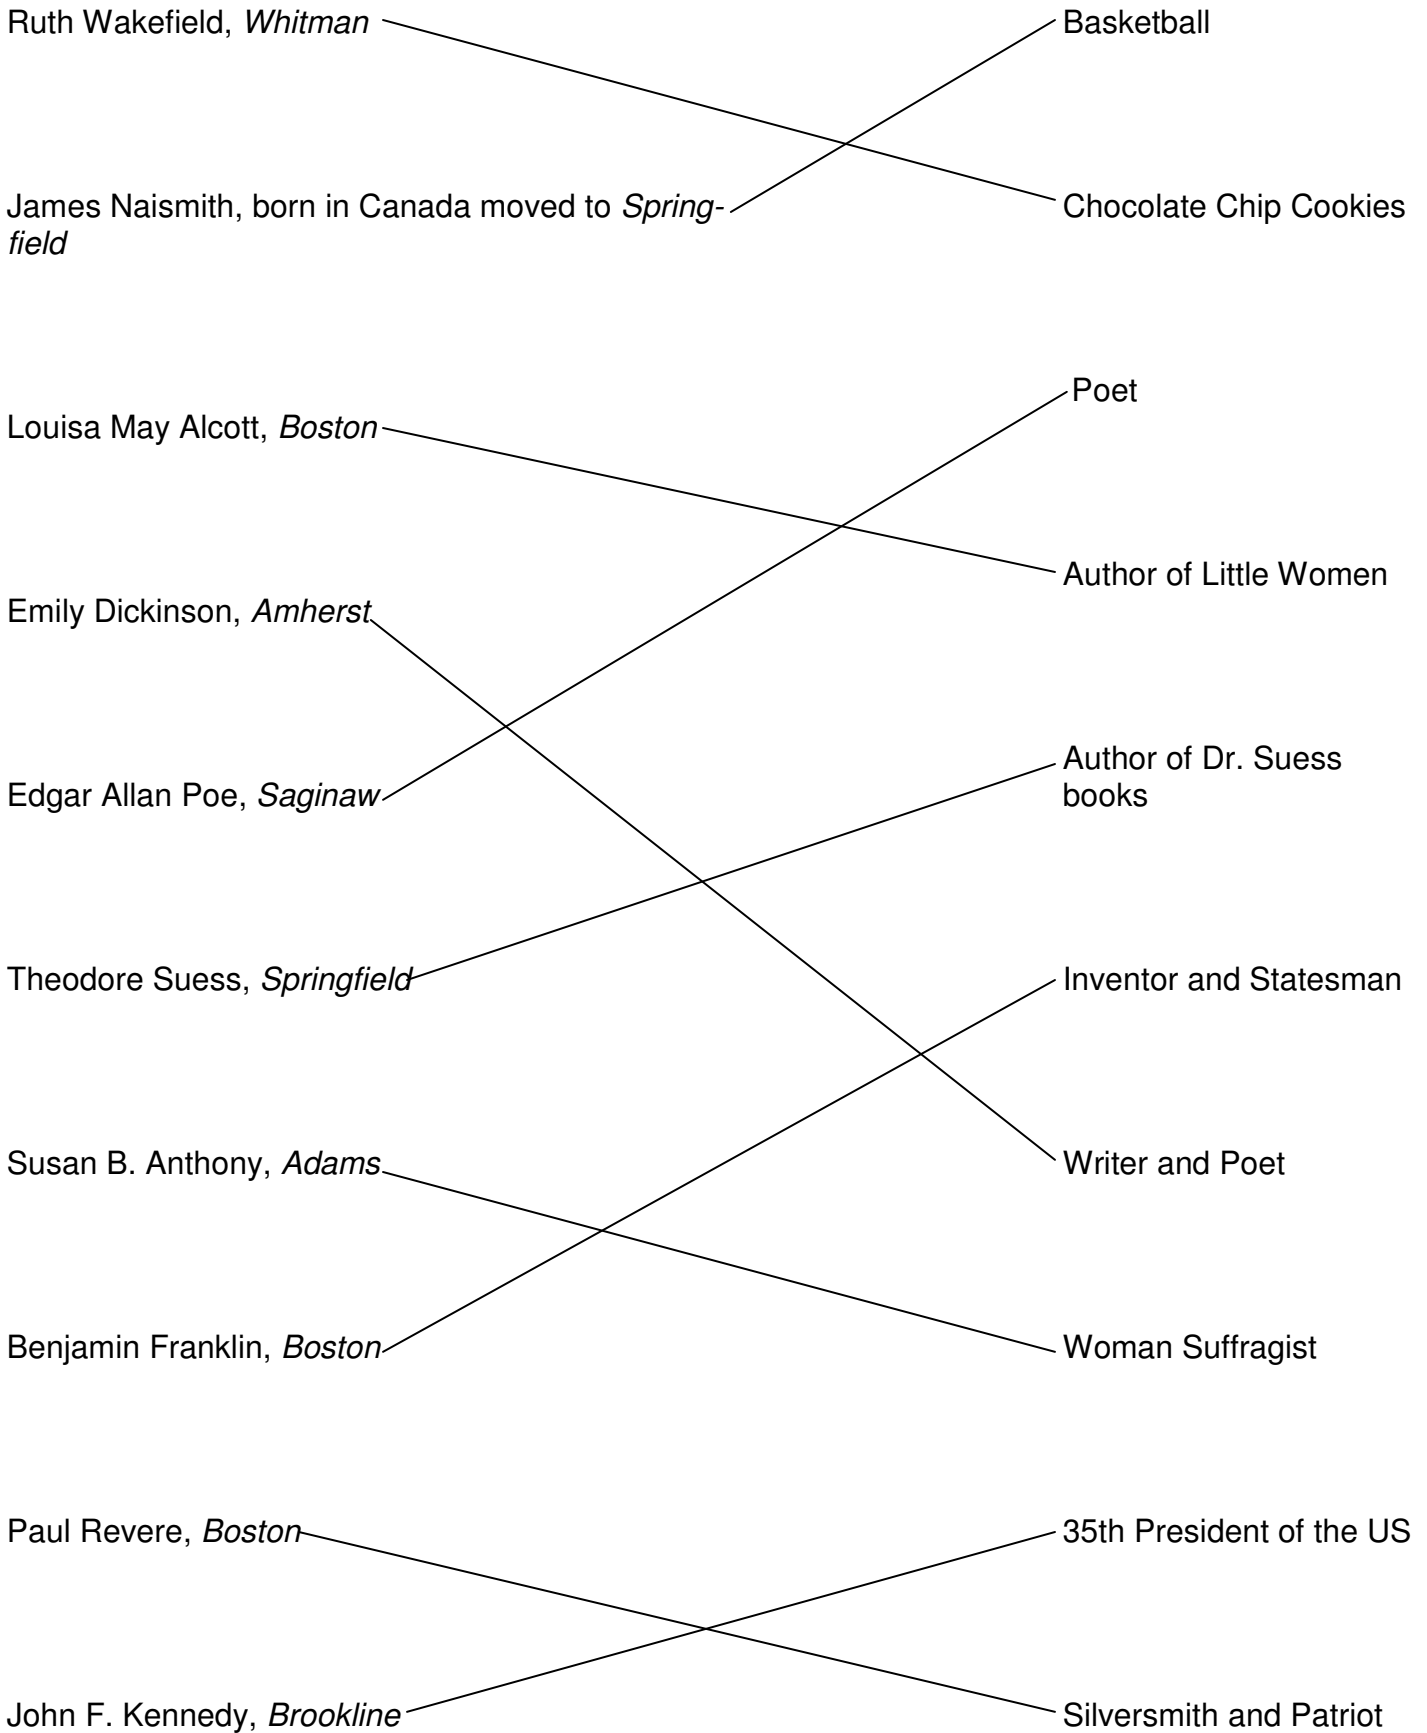 Ruth Wakefield, Whitman
Basketball
James Naismith, born in Canada moved to Spring-
field
Chocolate Chip Cookies
Poet
Louisa May Alcott, Boston
Author of Little Women
Emily Dickinson, Amherst
Author of Dr. Suess
books
Edgar Allan Poe, Saginaw
Theodore Suess, Springfield
Inventor and Statesman
Susan B. Anthony, Adams
Writer and Poet
Benjamin Franklin, Boston
Woman Suffragist
Paul Revere, Boston
35th President of the US
John F. Kennedy, Brookline
Silversmith and Patriot